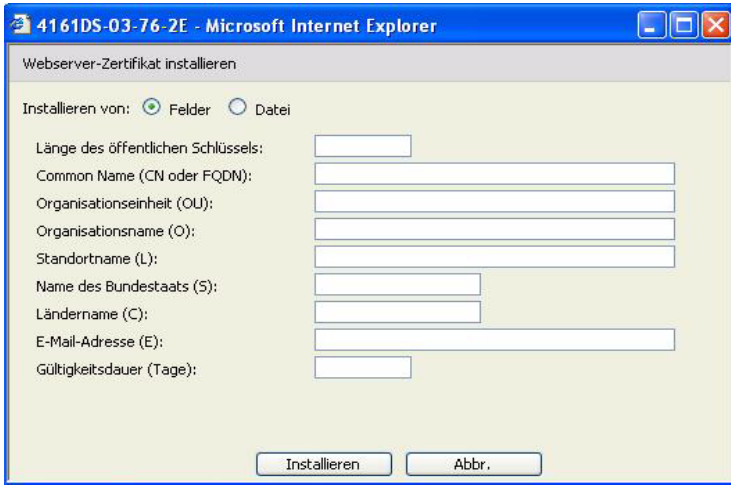 4161DS-03-76-2E - Microsoft Internet Explorer
Webserver-Zertifikat installieren
Installieren von: Felder Datei
Länge des öffentlichen Schlüssels:
Common Name (CN oder FQDN):
Organisationseinheit (OU):
Organisationsname (O):
Standortname (L):
Name des Bundestaats (S):
Ländername (C):
E-Mail-Adresse (E):
Gültigkeitsdauer (Tage):
Installieren Abbr.